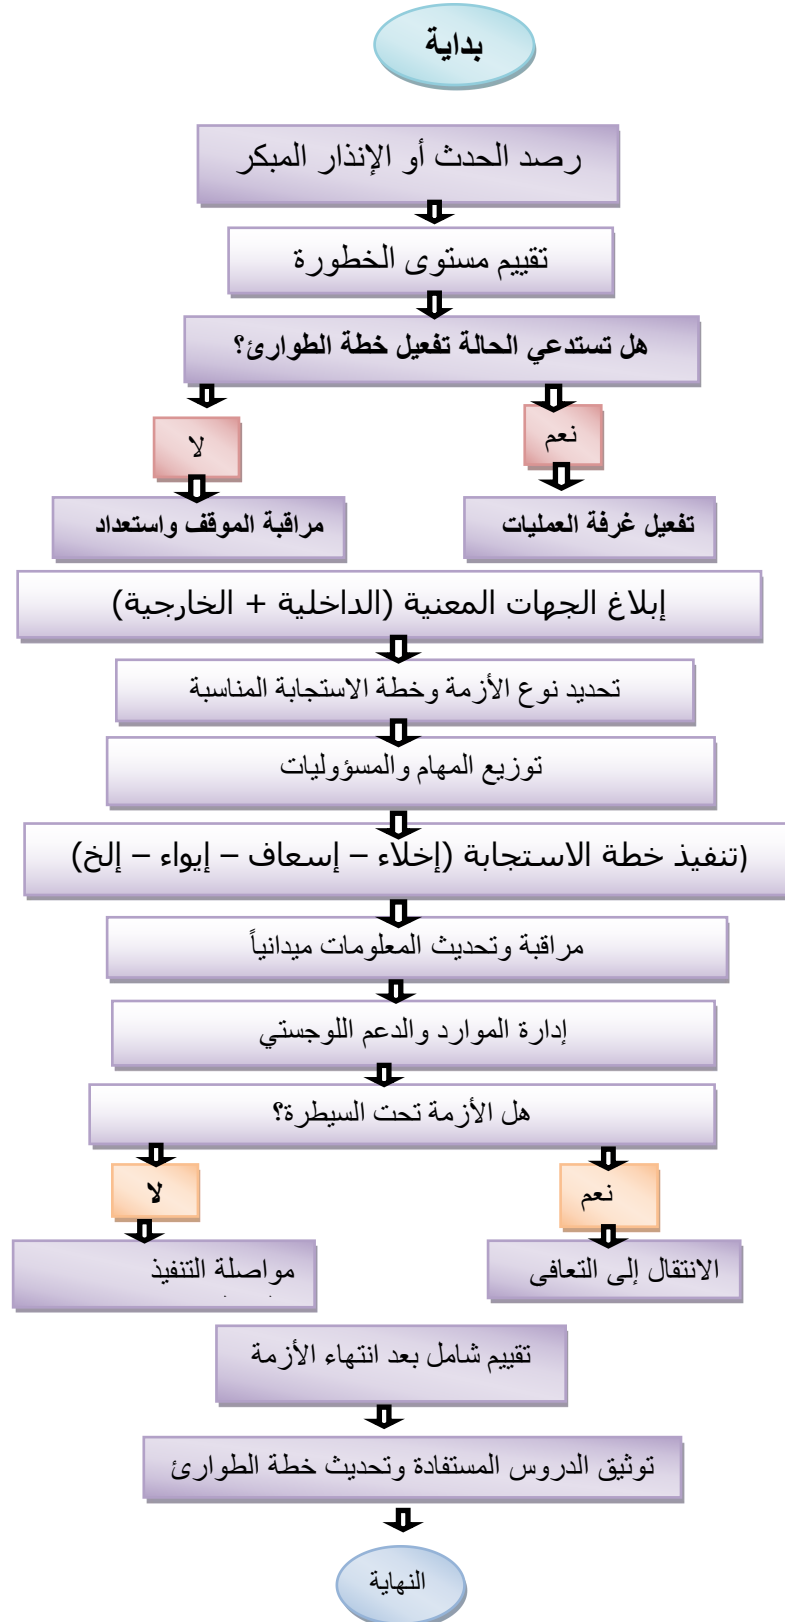 بداية
رصد الحدث أو الإنذار المبكر
تقييم مستوى الخطورة
هل تستدعي الحالة تفعيل خطة الطوارئ؟
نعم
لا
تفعيل غرفة العمليات
مراقبة الموقف واستعداد
إبلاغ الجهات المعنية (الداخلية + الخارجية)
تحديد نوع الأزمة وخطة الاستجابة المناسبة
توزيع المهام والمسؤوليات
(تنفيذ خطة الاستجابة (إخلاء – إسعاف – إيواء – إلخ
مراقبة وتحديث المعلومات ميدانياً
إدارة الموارد والدعم اللوجستي
هل الأزمة تحت السيطرة؟
نعم
لا
الانتقال إلى التعافى
مواصلة التنفيذ
تقييم شامل بعد انتهاء الأزمة
توثيق الدروس المستفادة وتحديث خطة الطوارئ
النهاية